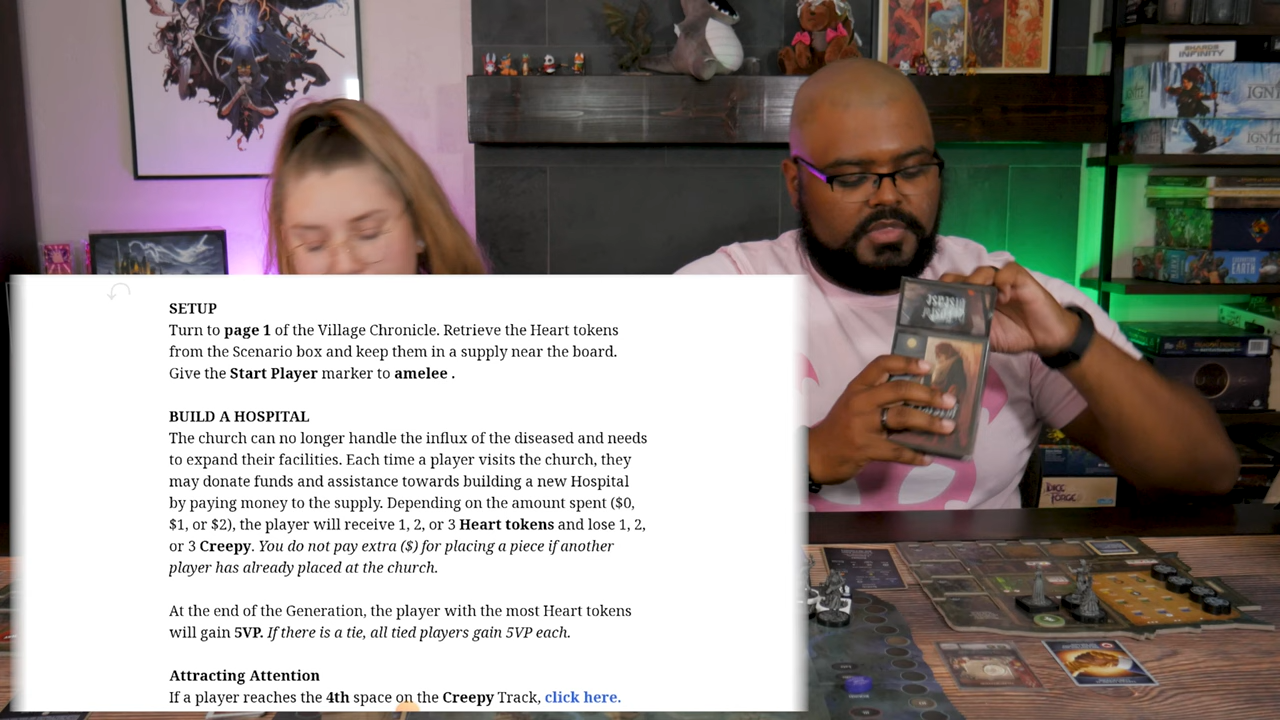 SHARDS
INFINITY
IGNI
IGNI
EARTH
SETUP
Turn to page 1 of the Village Chronicle. Retrieve the Heart tokens
from the Scenario box and keep them in a supply near the board.
Give the Start Player marker to amelee .
BUILD A HOSPITAL
The church can no longer handle the influx of the diseased and needs
to expand their facilities. Each time a player visits the church, they
may donate funds and assistance towards building a new Hospital
by paying money to the supply. Depending on the amount spent ($0,
$1, or $2), the player will receive 1, 2, or 3 Heart tokens and lose 1, 2,
or 3 Creepy. You do not pay extra ($) for placing a piece if another
player has already placed at the church.
At the end of the Generation, the player with the most Heart tokens
will gain 5VP. If there is a tie, all tied players gain 5VP each.
Attracting Attention
If a player reaches the 4th space on the Creepy Track, click here.
DICE
FORGE